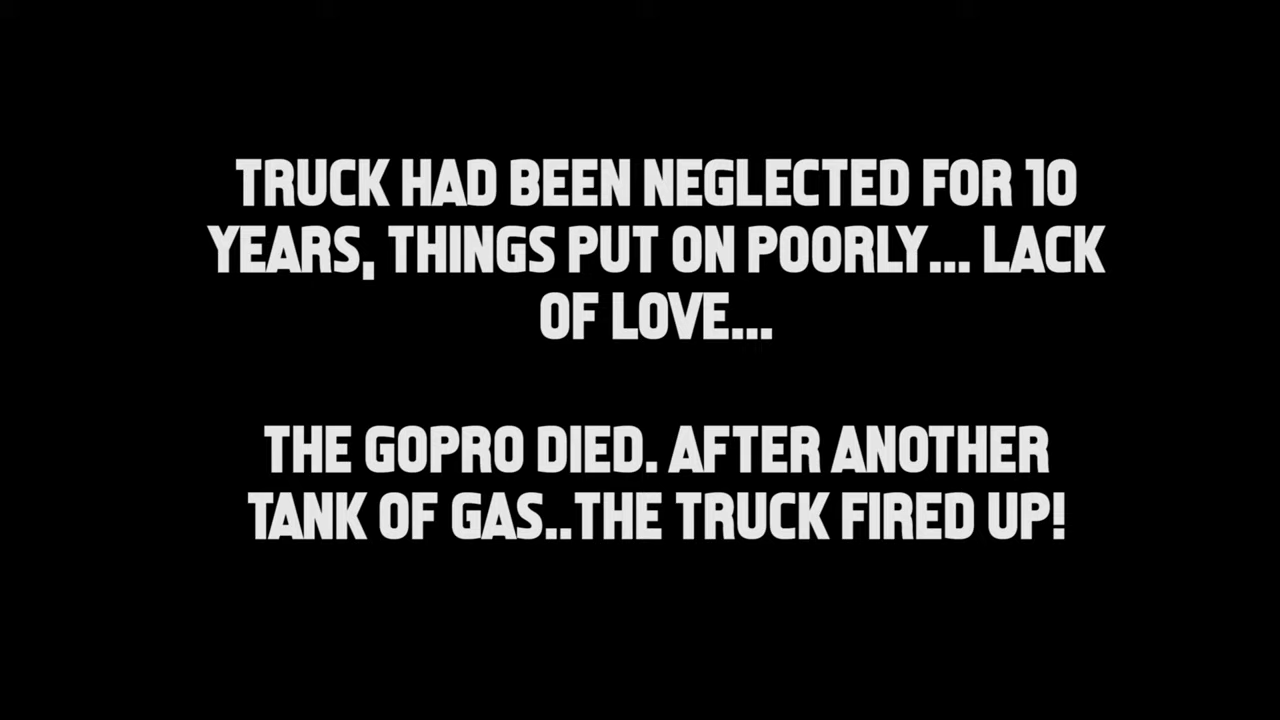 TRUCK HAD BEEN NEGLECTED FOR 10
YEARS, THINGS PUT ON POORLY... LACK
OF LOVE...
THE GOPRO DIED. AFTER ANOTHER
TANK OF GAS..THE TRUCK FIRED UP!